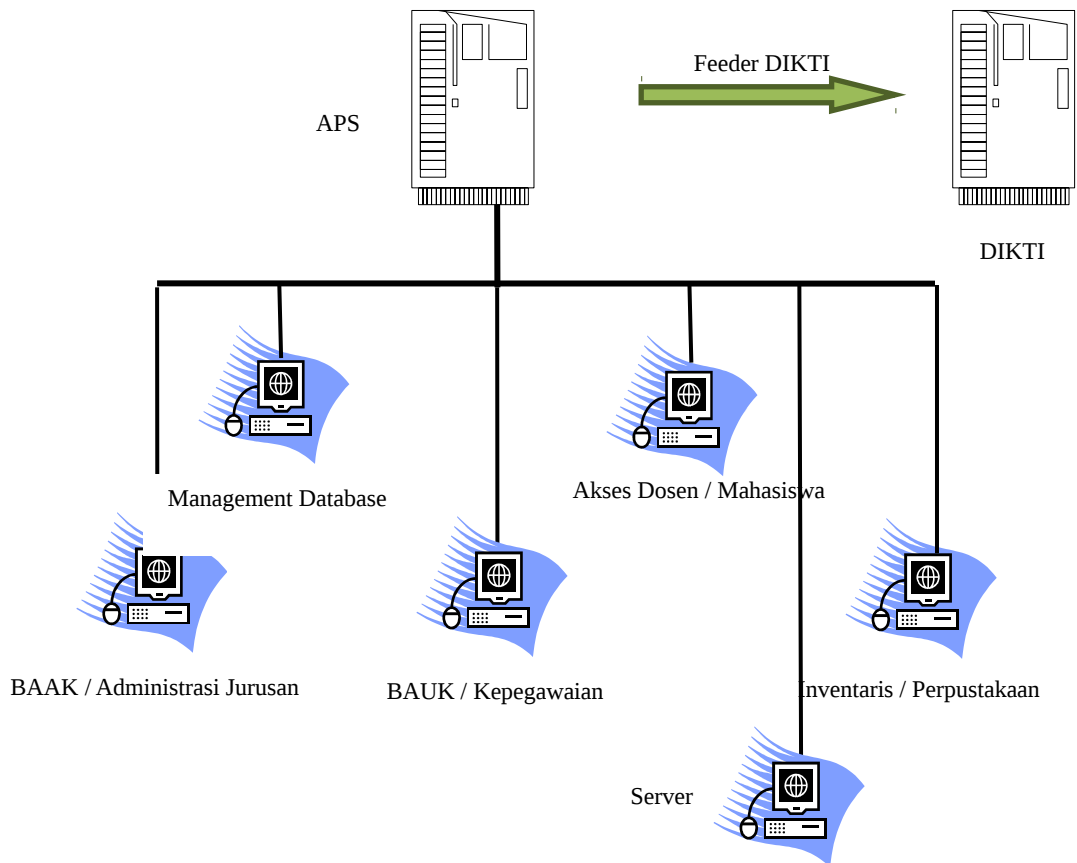 Feeder DIKTI
APS
DIKTI
Management Database
Akses Dosen / Mahasiswa
BAAK / Administrasi Jurusan
BAUK / Kepegawaian
Inventaris / Perpustakaan
Server